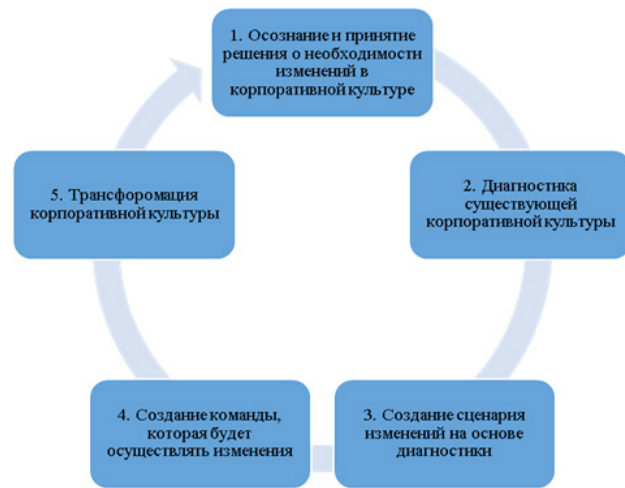 1. Осознание и принятие
решения о необходимости
изменений в
корпоративной культуре
2. Диагностика
существующей
корпоративной культуры
3. Создание сценария
изменений на основе
диагностики
4. Создание команды,
которая будет
осуществлять изменения
5. Трансфоромация
корпоративной культуры